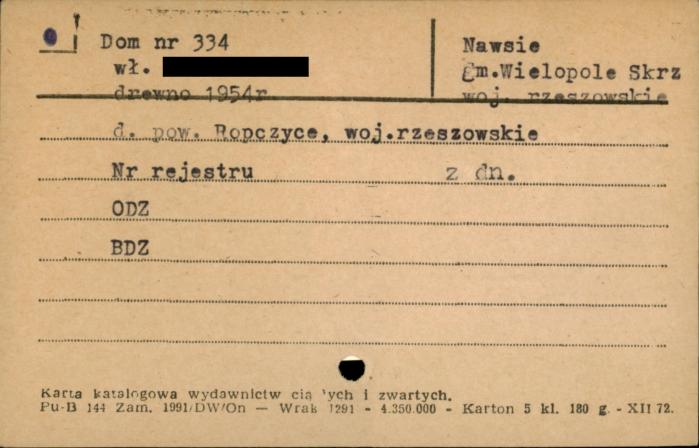 Dom nr 334
wł.
drewno 1954r
Nawsie
gm.Wielopole Skrz
woj. rzeszowskie
d. pow. Ropczyce, woj.rzeszowskie
Nr rejestru z dn.
ODZ
BDZ
Karta katalogowa wydawnictw cią ych i zwartych.
Pu-B 144 Zam. 1991/DW/On — Wrak 1291 - 4.350.000 - Karton 5 kl. 180 g. - XII 72.